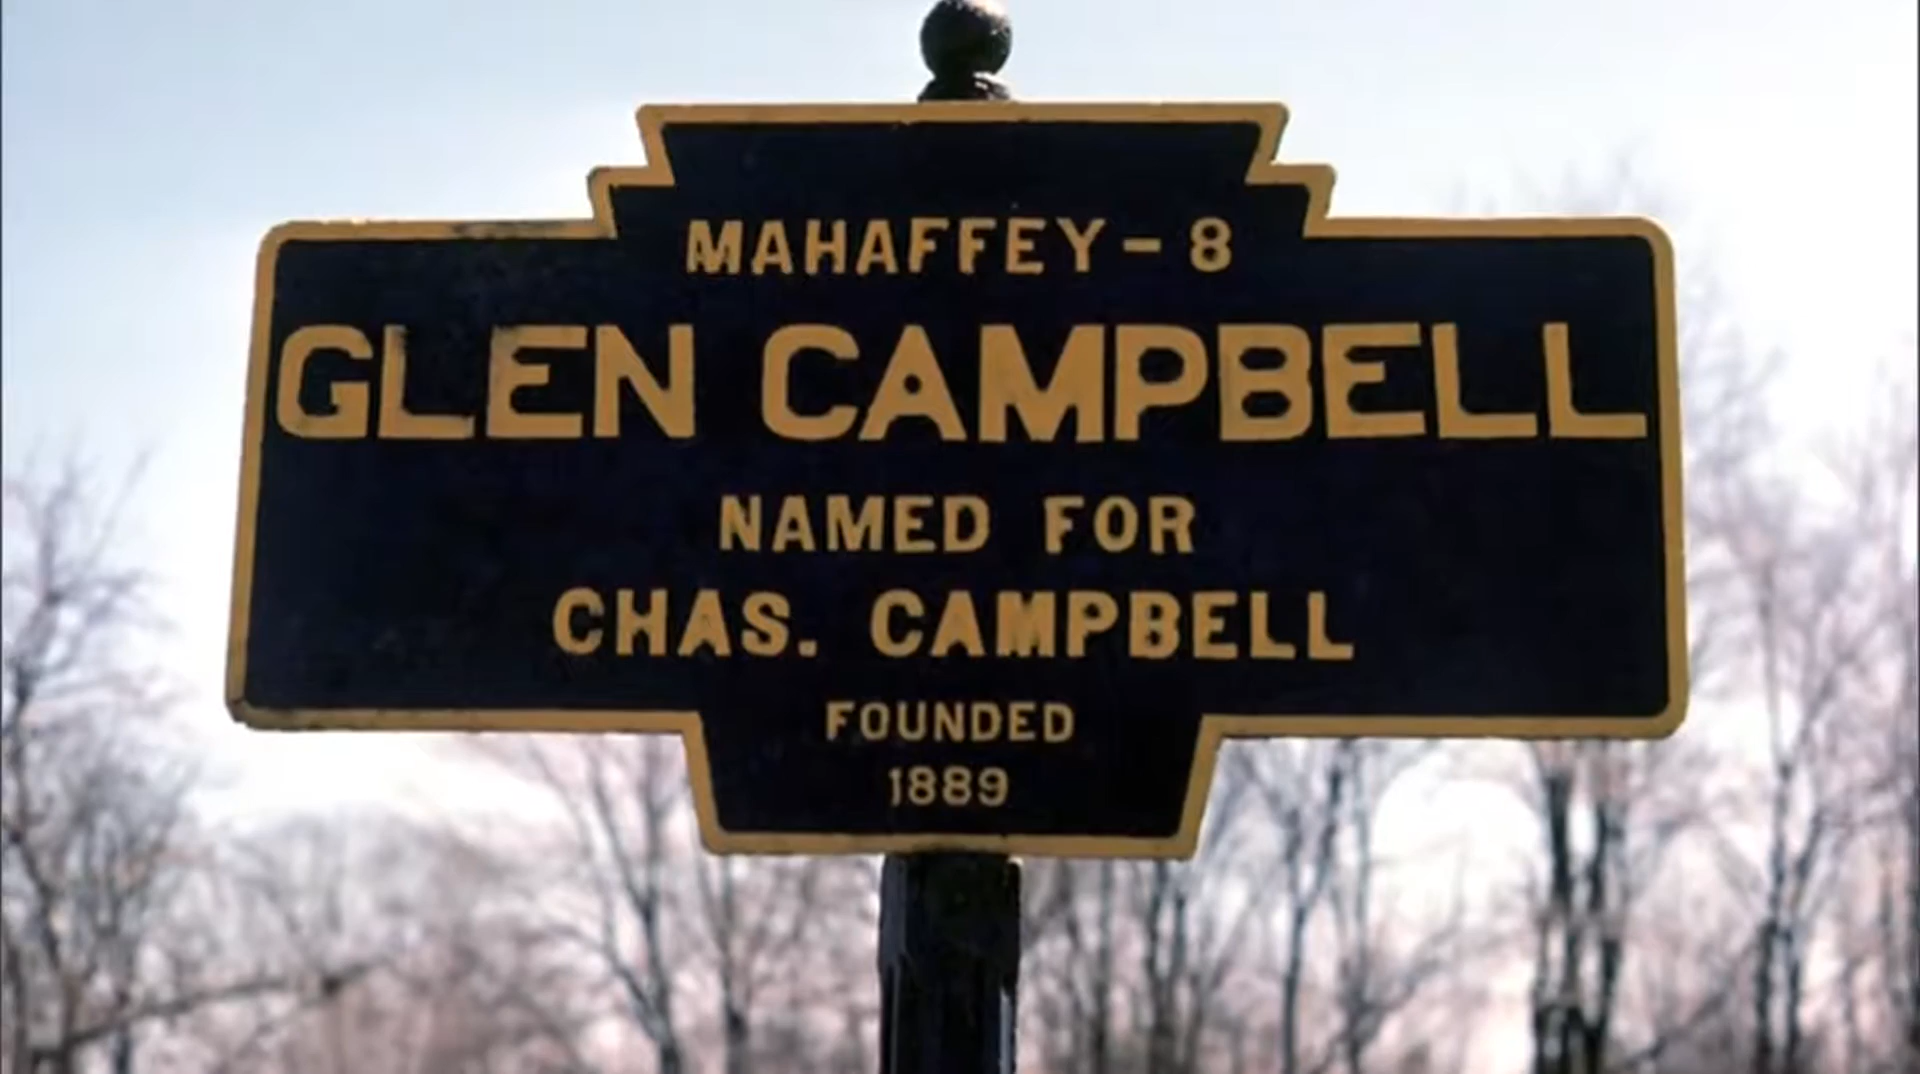 MAHAFFEY - 8
GLEN CAMPBELL
NAMED FOR
CHAS. CAMPBELL
FOUNDED
1889